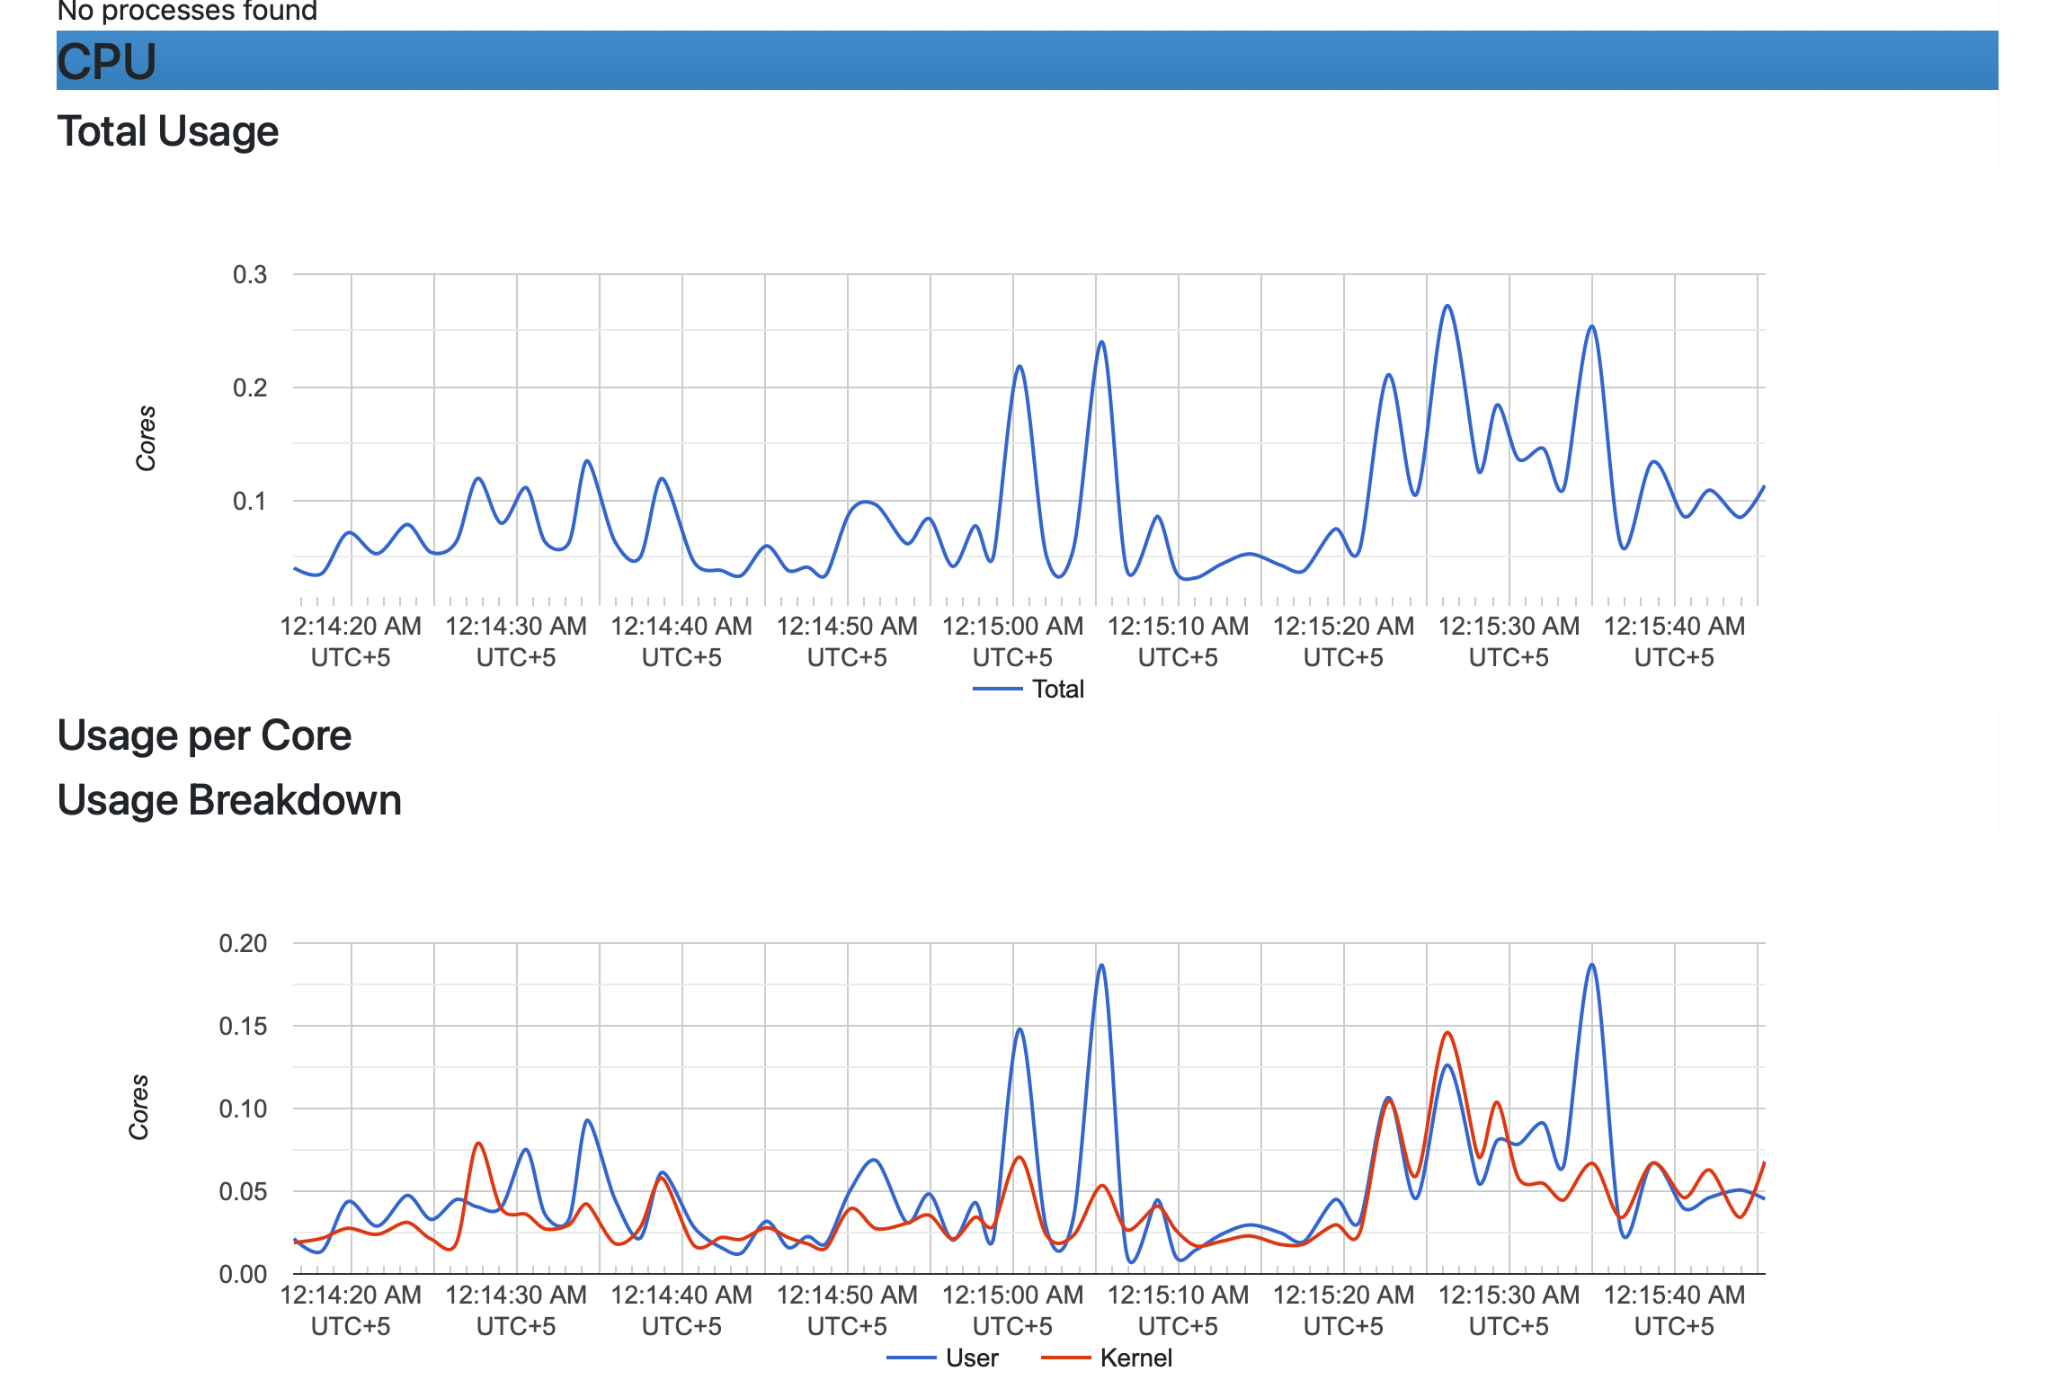 No processes found
CPU
Total Usage
0.3
0.2
0.1
Cores
12:14:20 AM 12:14:30 AM 12:14:40 AM 12:14:50 AM 12:15:00 AM 12:15:10 AM 12:15:20 AM 12:15:30 AM 12:15:40 AM
UTC+5 UTC+5 UTC+5 UTC+5 UTC+5 UTC+5 UTC+5 UTC+5 UTC+5
Total
Usage per Core
Usage Breakdown
0.20
0.15
0.10
0.05
0.00
Cores
12:14:20 AM 12:14:30 AM 12:14:40 AM 12:14:50 AM 12:15:00 AM 12:15:10 AM 12:15:20 AM 12:15:30 AM 12:15:40 AM
UTC+5 UTC+5 UTC+5 UTC+5 UTC+5 UTC+5 UTC+5 UTC+5 UTC+5
User Kernel